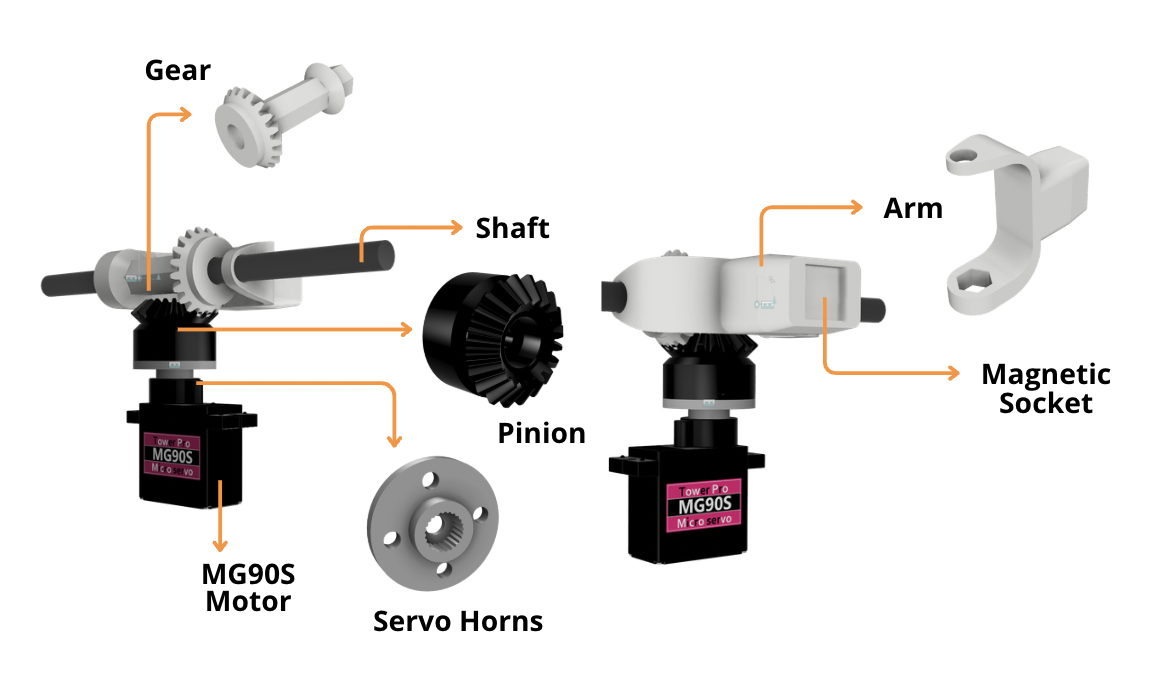 Gear
Shaft
Arm
Pinion
Magnetic
Socket
Tower Pro
MG90S
Micro servo
Tower Pro
MG90S
Micro servo
MG90S
Motor
Servo Horns